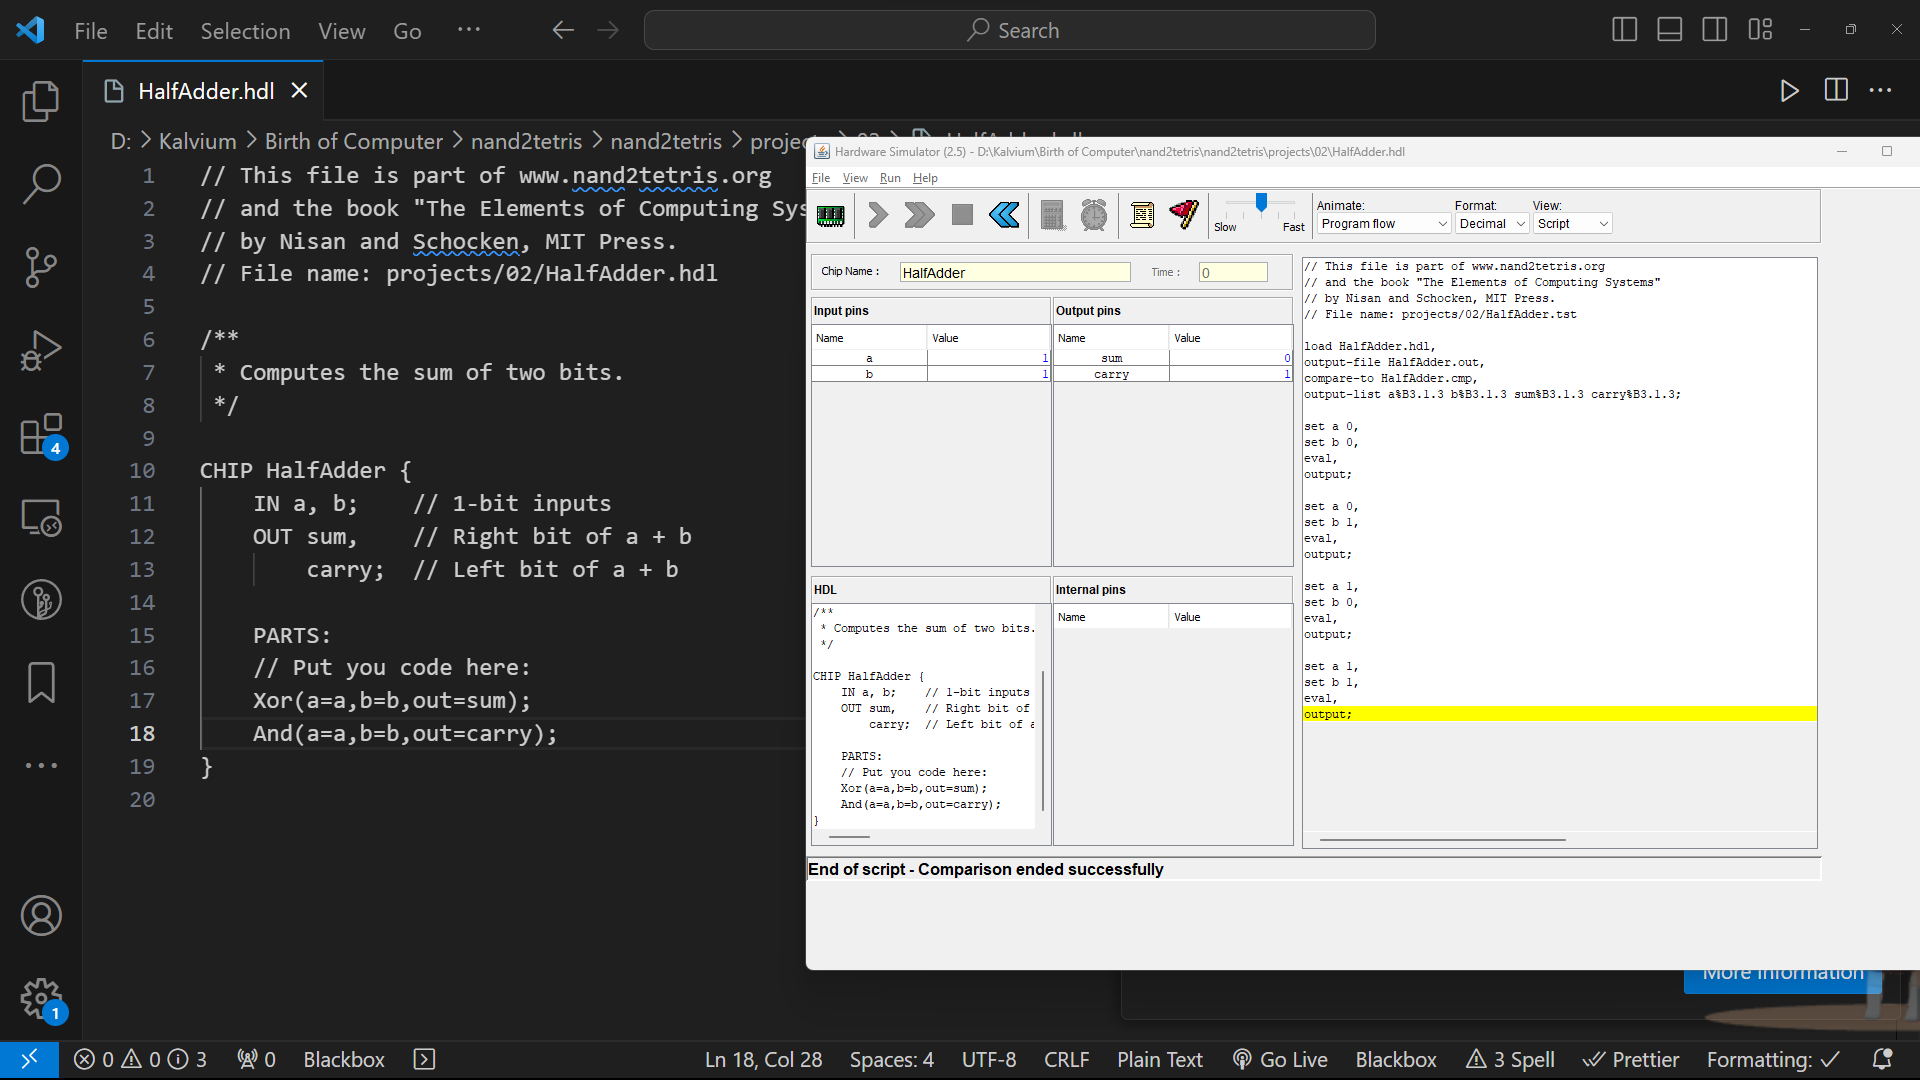 File Edit Selection View Go ··· Search
HalfAdder.hdl
D: > Kalvium > Birth of Computer > nand2tetris > nand2tetris >
1 // This file is part of www.nand2tetris.org
2 // and the book "The Elements of Computing Sys
3 // by Nisan and Schocken, MIT Press.
4 // File name: projects/02/HalfAdder.hdl
5
6 /**
7 * Computes the sum of two bits.
8 */
9
10 CHIP HalfAdder {
11 IN a, b; // 1-bit inputs
12 OUT sum, // Right bit of a + b
13 carry; // Left bit of a + b
14
15 PARTS:
16 // Put you code here:
17 Xor(a=a,b=b,out=sum);
18 And(a=a,b=b,out=carry);
19 }
20
4
1
Hardware Simulator (2.5) - D:\Kalvium\Birth of Computer\nand2tetris\nand2tetris\projects\02\HalfAdder.hdl
File View Run Help
Slow Fast
Animate: Format: View:
Program flow Decimal Script
Chip Name : HalfAdder Time : 0
Input pins
Name Value
a 1
b 1
Output pins
Name Value
sum 0
carry 1
HDL
/**
* Computes the sum of two bits.
*/
CHIP HalfAdder {
IN a, b; // 1-bit inputs
OUT sum, // Right bit of
carry; // Left bit of a
PARTS:
// Put you code here:
Xor(a=a,b=b,out=sum);
And(a=a,b=b,out=carry);
}
Internal pins
Name Value
// This file is part of www.nand2tetris.org
// and the book "The Elements of Computing Systems"
// by Nisan and Schocken, MIT Press.
// File name: projects/02/HalfAdder.tst
load HalfAdder.hdl,
output-file HalfAdder.out,
compare-to HalfAdder.cmp,
output-list a%B3.1.3 b%B3.1.3 sum%B3.1.3 carry%B3.1.3;
set a 0,
set b 0,
eval,
output;
set a 0,
set b 1,
eval,
output;
set a 1,
set b 0,
eval,
output;
set a 1,
set b 1,
eval,
output;
End of script - Comparison ended successfully
More Information
0 0 3 0 Blackbox Ln 18, Col 28 Spaces: 4 UTF-8 CRLF Plain Text Go Live Blackbox 3 Spell Prettier Formatting: ✓